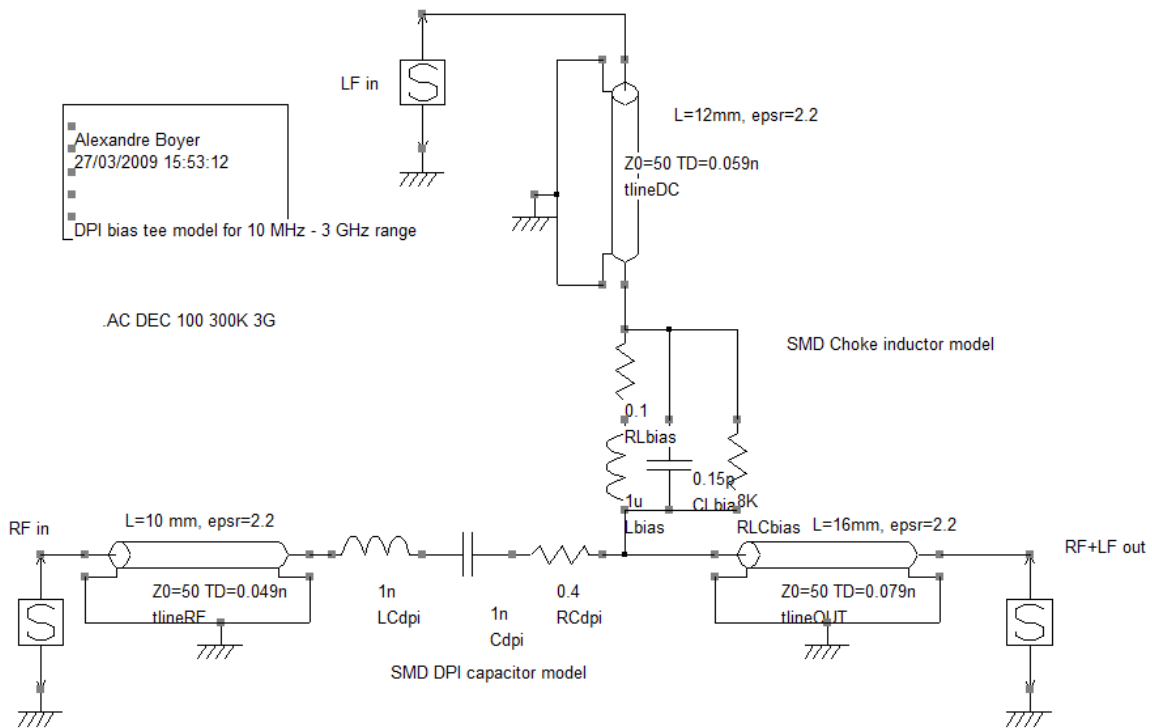 LF in
L=12mm, epsr=2.2
Alexandre Boyer
27/03/2009 15:53:12
Z0=50 TD=0.059n
tlineDC
DPI bias tee model for 10 MHz - 3 GHz range
.AC DEC 100 300K 3G
SMD Choke inductor model
0.1
RLbias
0.15p
CLbia
1u
8K
Lbias
RLCbias
RF in
L=10 mm, epsr=2.2
L=16mm, epsr=2.2
RF+LF out
Z0=50 TD=0.049n
tlineRF
1n
LCdpi
1n
Cdpi
0.4
RCdpi
Z0=50 TD=0.079n
tlineOUT
SMD DPI capacitor model